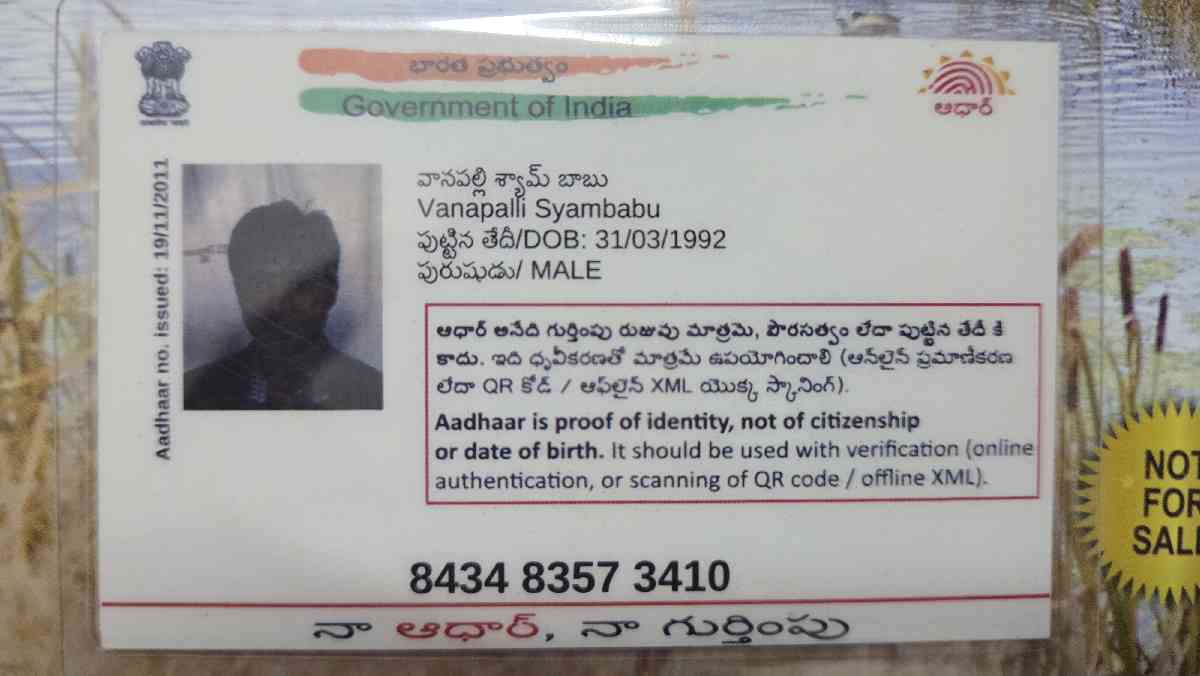 భారత ప్రభుత్వం
Government of India
ఆధార్
Aadhaar no. issued: 19/11/2011
వానపల్లి శ్యామ్ బాబు
Vanapalli Syambabu
పుట్టిన తేదీ/DOB: 31/03/1992
పురుషుడు/ MALE
ఆధార్ అనేది గుర్తింపు రుజువు మాత్రమె, పౌరసత్వం లేదా పుట్టిన తేదీ కి
కాదు. ఇది ధృవీకరణతో మాత్రమే ఉపయోగించాలి (ఆన్‌లైన్ ప్రమాణీకరణ
లేదా QR కోడ్ / ఆఫ్‌లైన్ XML యొక్క స్కానింగ్).
Aadhaar is proof of identity, not of citizenship
or date of birth. It should be used with verification (online
authentication, or scanning of QR code / offline XML).
8434 8357 3410
నా ఆధార్, నా గుర్తింపు
NOT
FOR
SALE